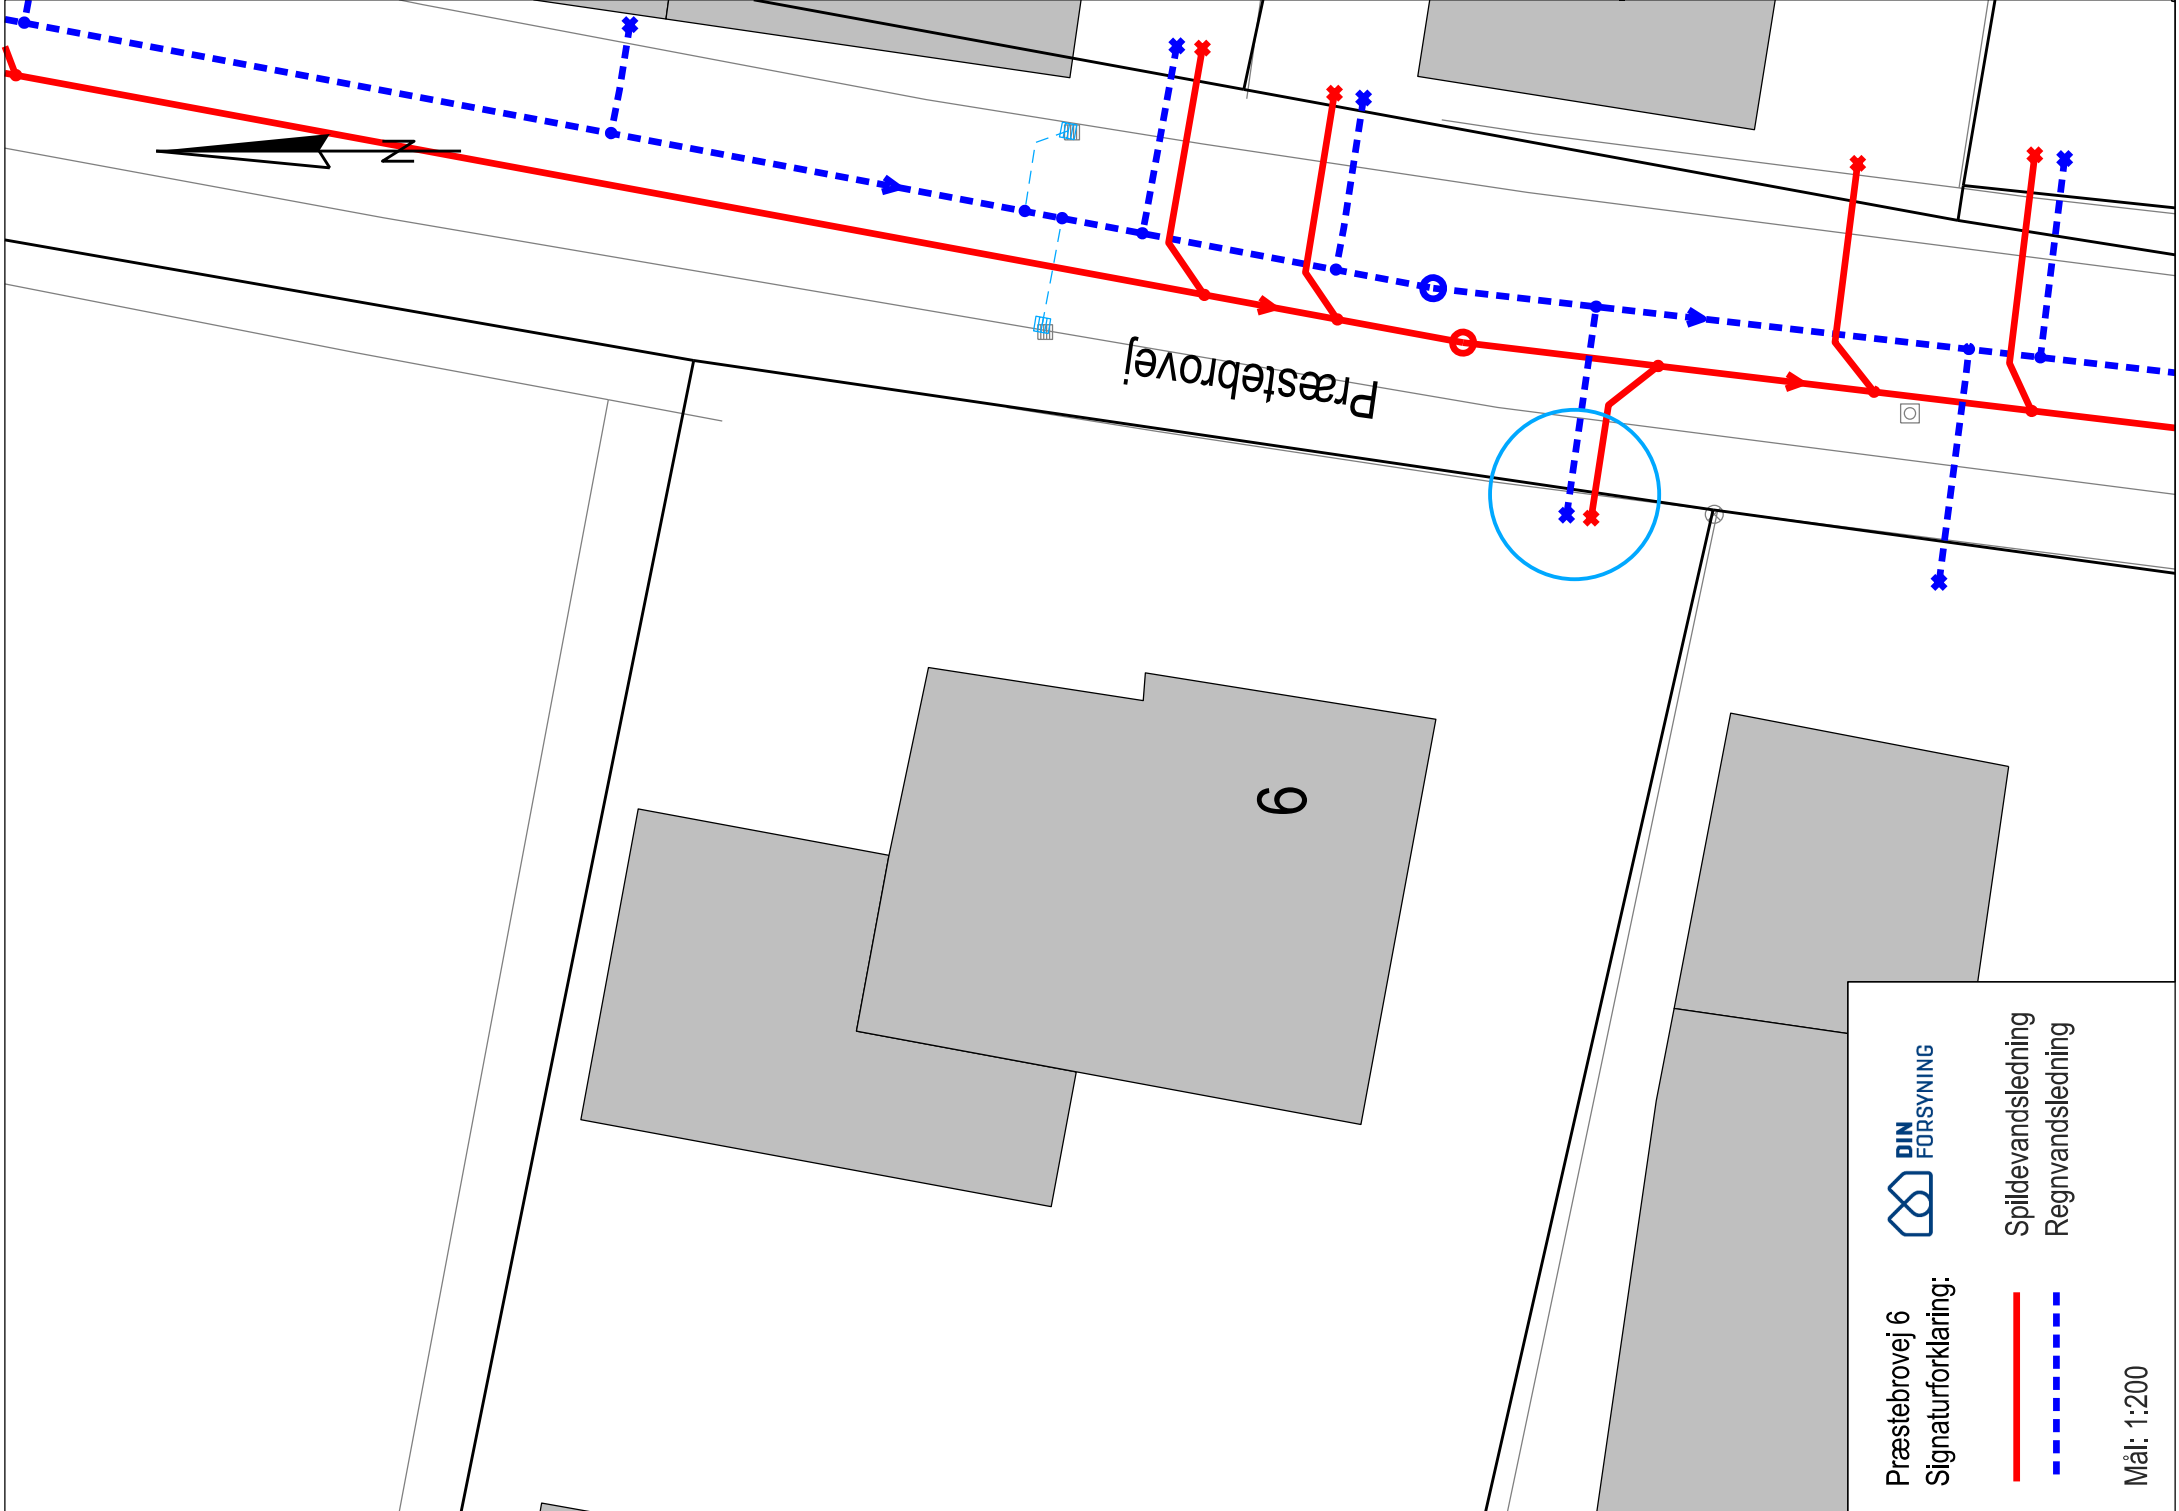 N
Præstebrovej
6
Præstebrovej 6
Signaturforklaring:
DIN
FORSYNING
Spildevandsledning
Regnvandsledning
Mål: 1:200